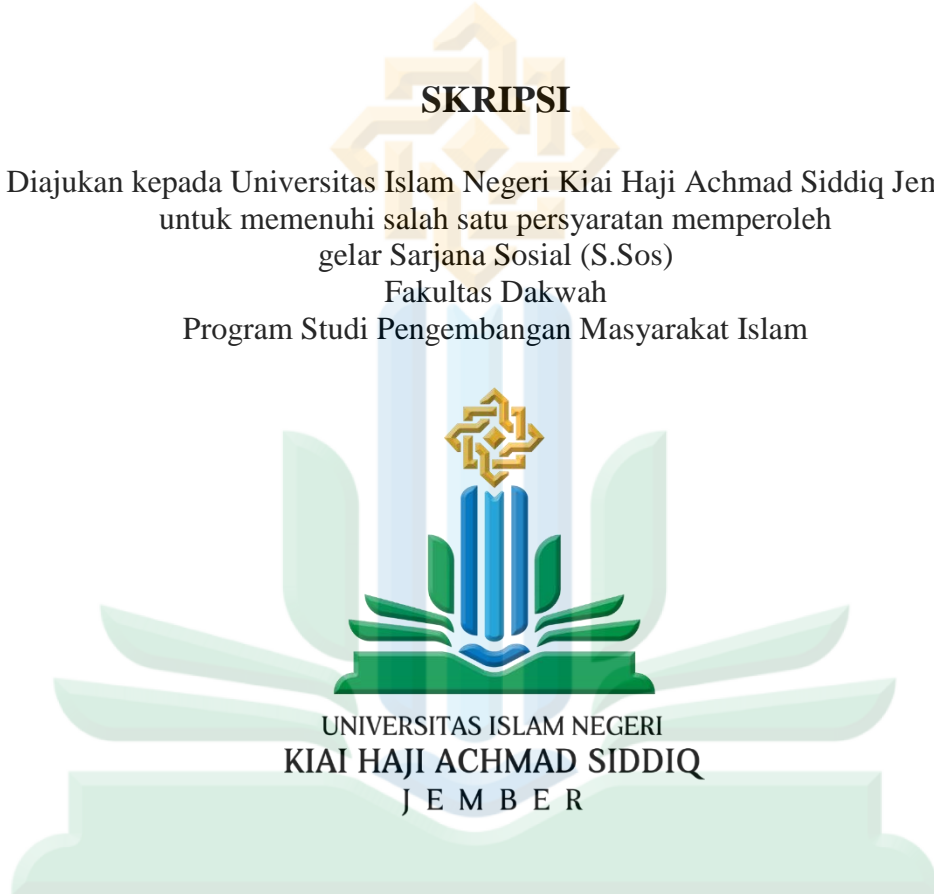 SKRIPSI
Diajukan kepada Universitas Islam Negeri Kiai Haji Achmad Siddiq Jem
untuk memenuhi salah satu persyaratan memperoleh
gelar Sarjana Sosial (S.Sos)
Fakultas Dakwah
Program Studi Pengembangan Masyarakat Islam
UNIVERSITAS ISLAM NEGERI
KIAI HAJI ACHMAD SIDDIQ
JEMBER